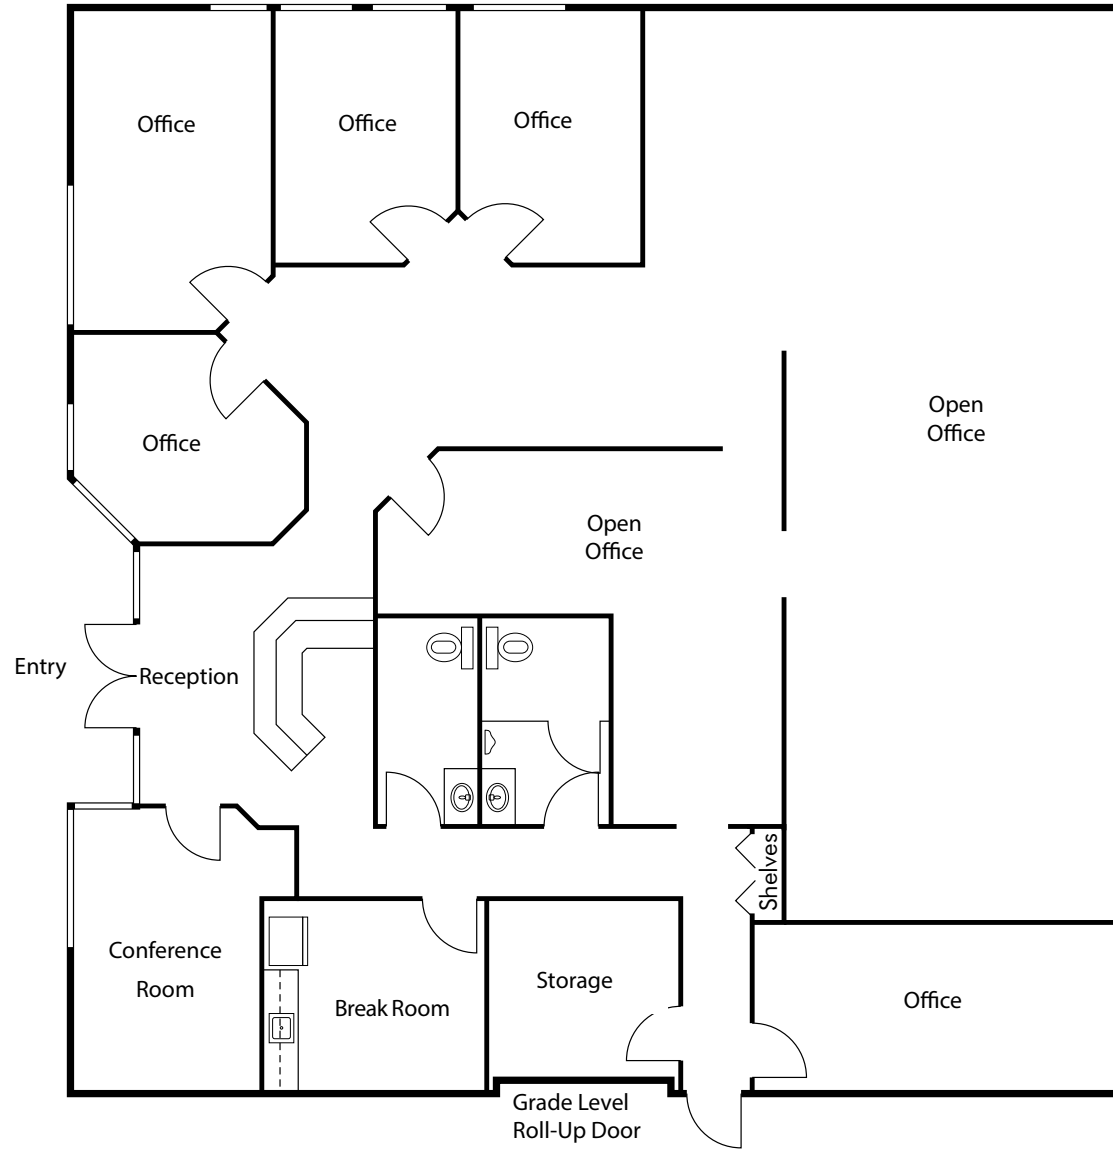 Office
Office
Office
Office
Open
Office
Open
Office
Entry
Reception
Shelves
Conference
Room
Break Room
Storage
Office
Grade Level
Roll-Up Door